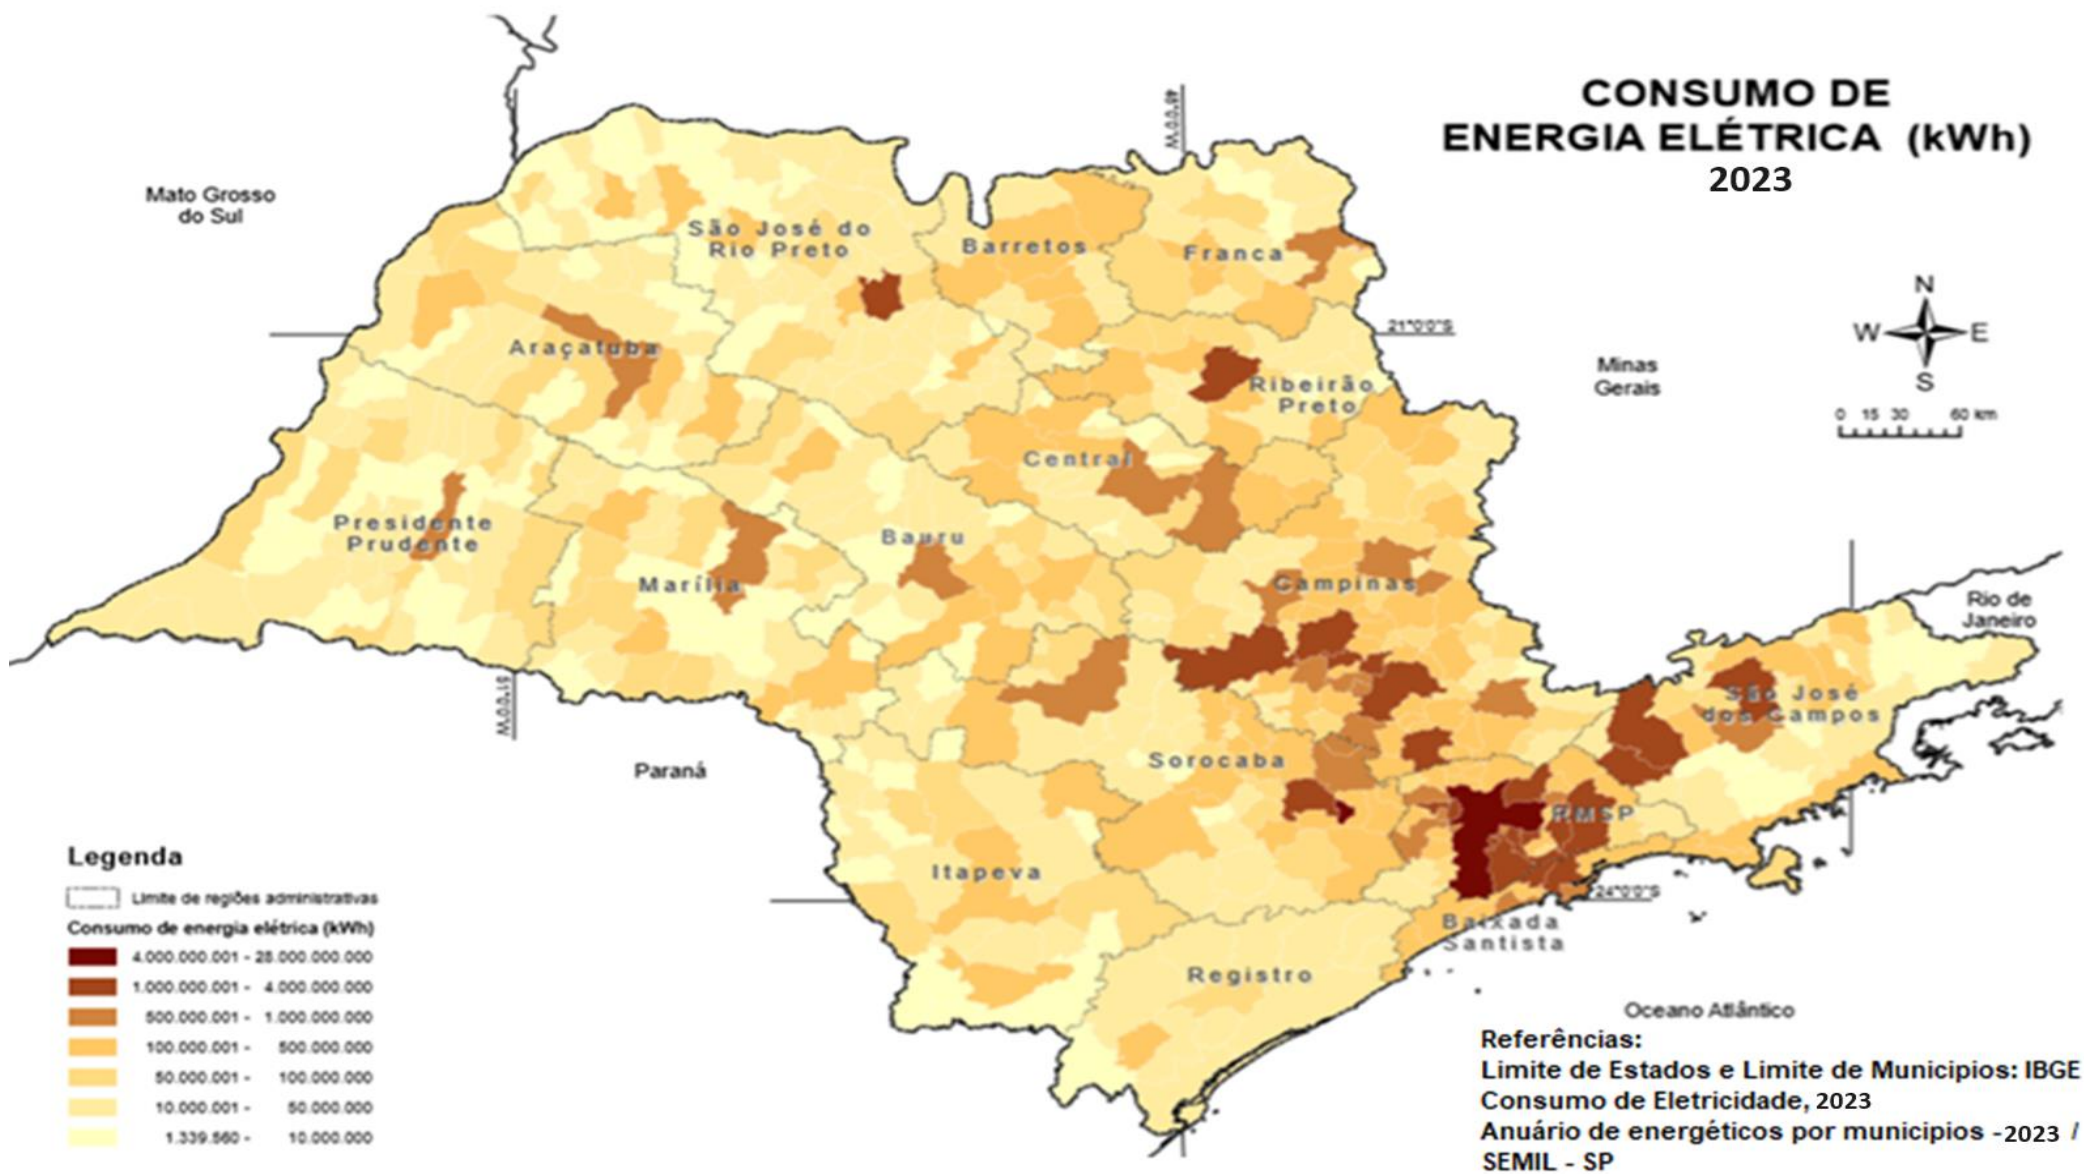 CONSUMO DE
ENERGIA ELÉTRICA (kWh)
2023
48°0'0"W
Mato Grosso
do Sul
São José do
Rio Preto
Barretos
Franca
N
W E
S
21°0'0"S
Araçatuba
Minas
Gerais
Ribeirão
Preto
0 15 30 60 km
Central
Presidente
Prudente
Bauru
Marília
Campinas
Rio de
Janeiro
51°0'0"W
São José
dos Campos
Paraná
Sorocaba
RMSP
Itapeva
24°0'0"S
Baixada
Santista
Registro
Oceano Atlântico
Legenda
Limite de regiões administrativas
Consumo de energia elétrica (kWh)
4.000.000.001 - 28.000.000.000
1.000.000.001 - 4.000.000.000
500.000.001 - 1.000.000.000
100.000.001 - 500.000.000
50.000.001 - 100.000.000
10.000.001 - 50.000.000
1.339.560 - 10.000.000
Referências:
Limite de Estados e Limite de Municipios: IBGE
Consumo de Eletricidade, 2023
Anuário de energéticos por municipios - 2023 /
SEMIL - SP